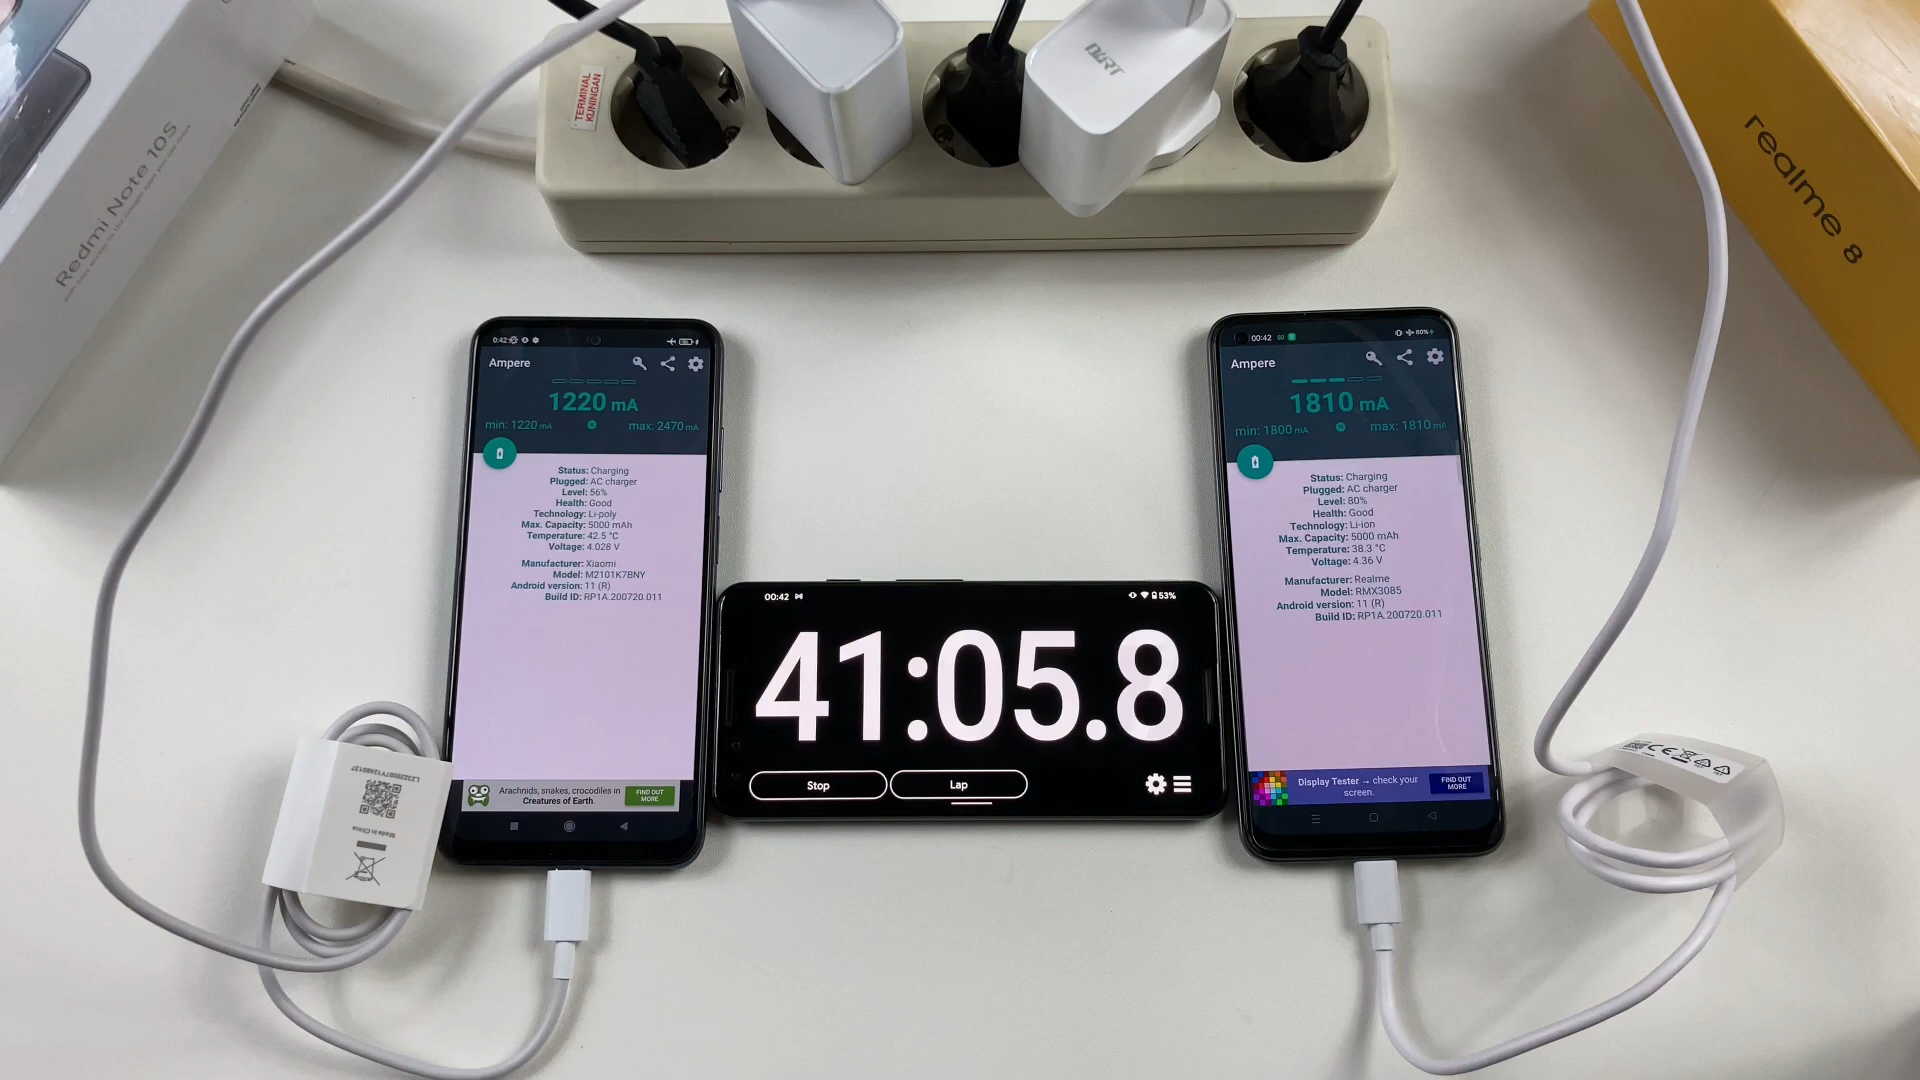 TERMINAL
KUNINGAN
DART
Redmi Note 10S
realme 8
0:42
Ampere
1220 mA
min: 1220 mA
max: 2470 mA
Status: Charging
Plugged: AC charger
Level: 56%
Health: Good
Technology: Li-poly
Max. Capacity: 5000 mAh
Temperature: 42.5 °C
Voltage: 4.028 V
Manufacturer: Xiaomi
Model: M2101K7BNY
Android version: 11 (R)
Build ID: RP1A.200720.011
Arachnids, snakes, crocodiles in
Creatures of Earth.
FIND OUT
MORE
00:42
53%
41:05.8
Stop
Lap
00:42
80%
Ampere
1810 mA
min: 1800 mA
max: 1810 mA
Status: Charging
Plugged: AC charger
Level: 80%
Health: Good
Technology: Li-ion
Max. Capacity: 5000 mAh
Temperature: 38.3 °C
Voltage: 4.36 V
Manufacturer: Realme
Model: RMX3085
Android version: 11 (R)
Build ID: RP1A.200720.011
Display Tester → check your
screen.
FIND OUT
MORE
Made in China
CE